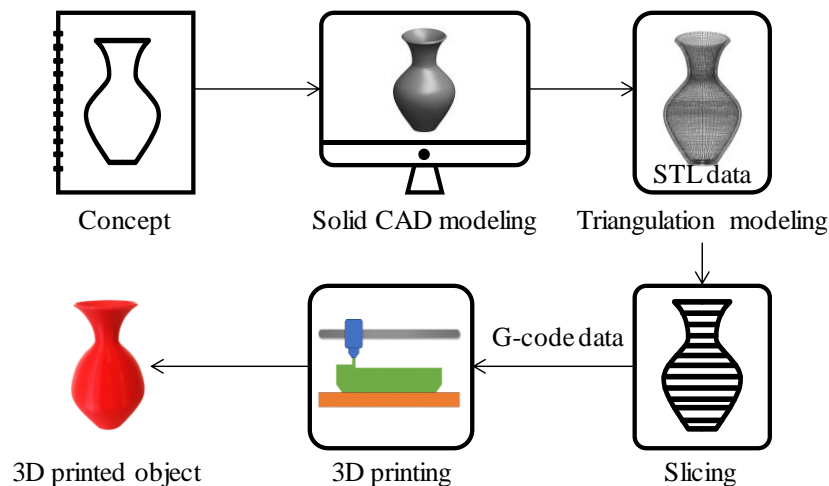 STL data
Concept
Solid CAD modeling
Triangulation modeling
G-code data
3D printed object
3D printing
Slicing